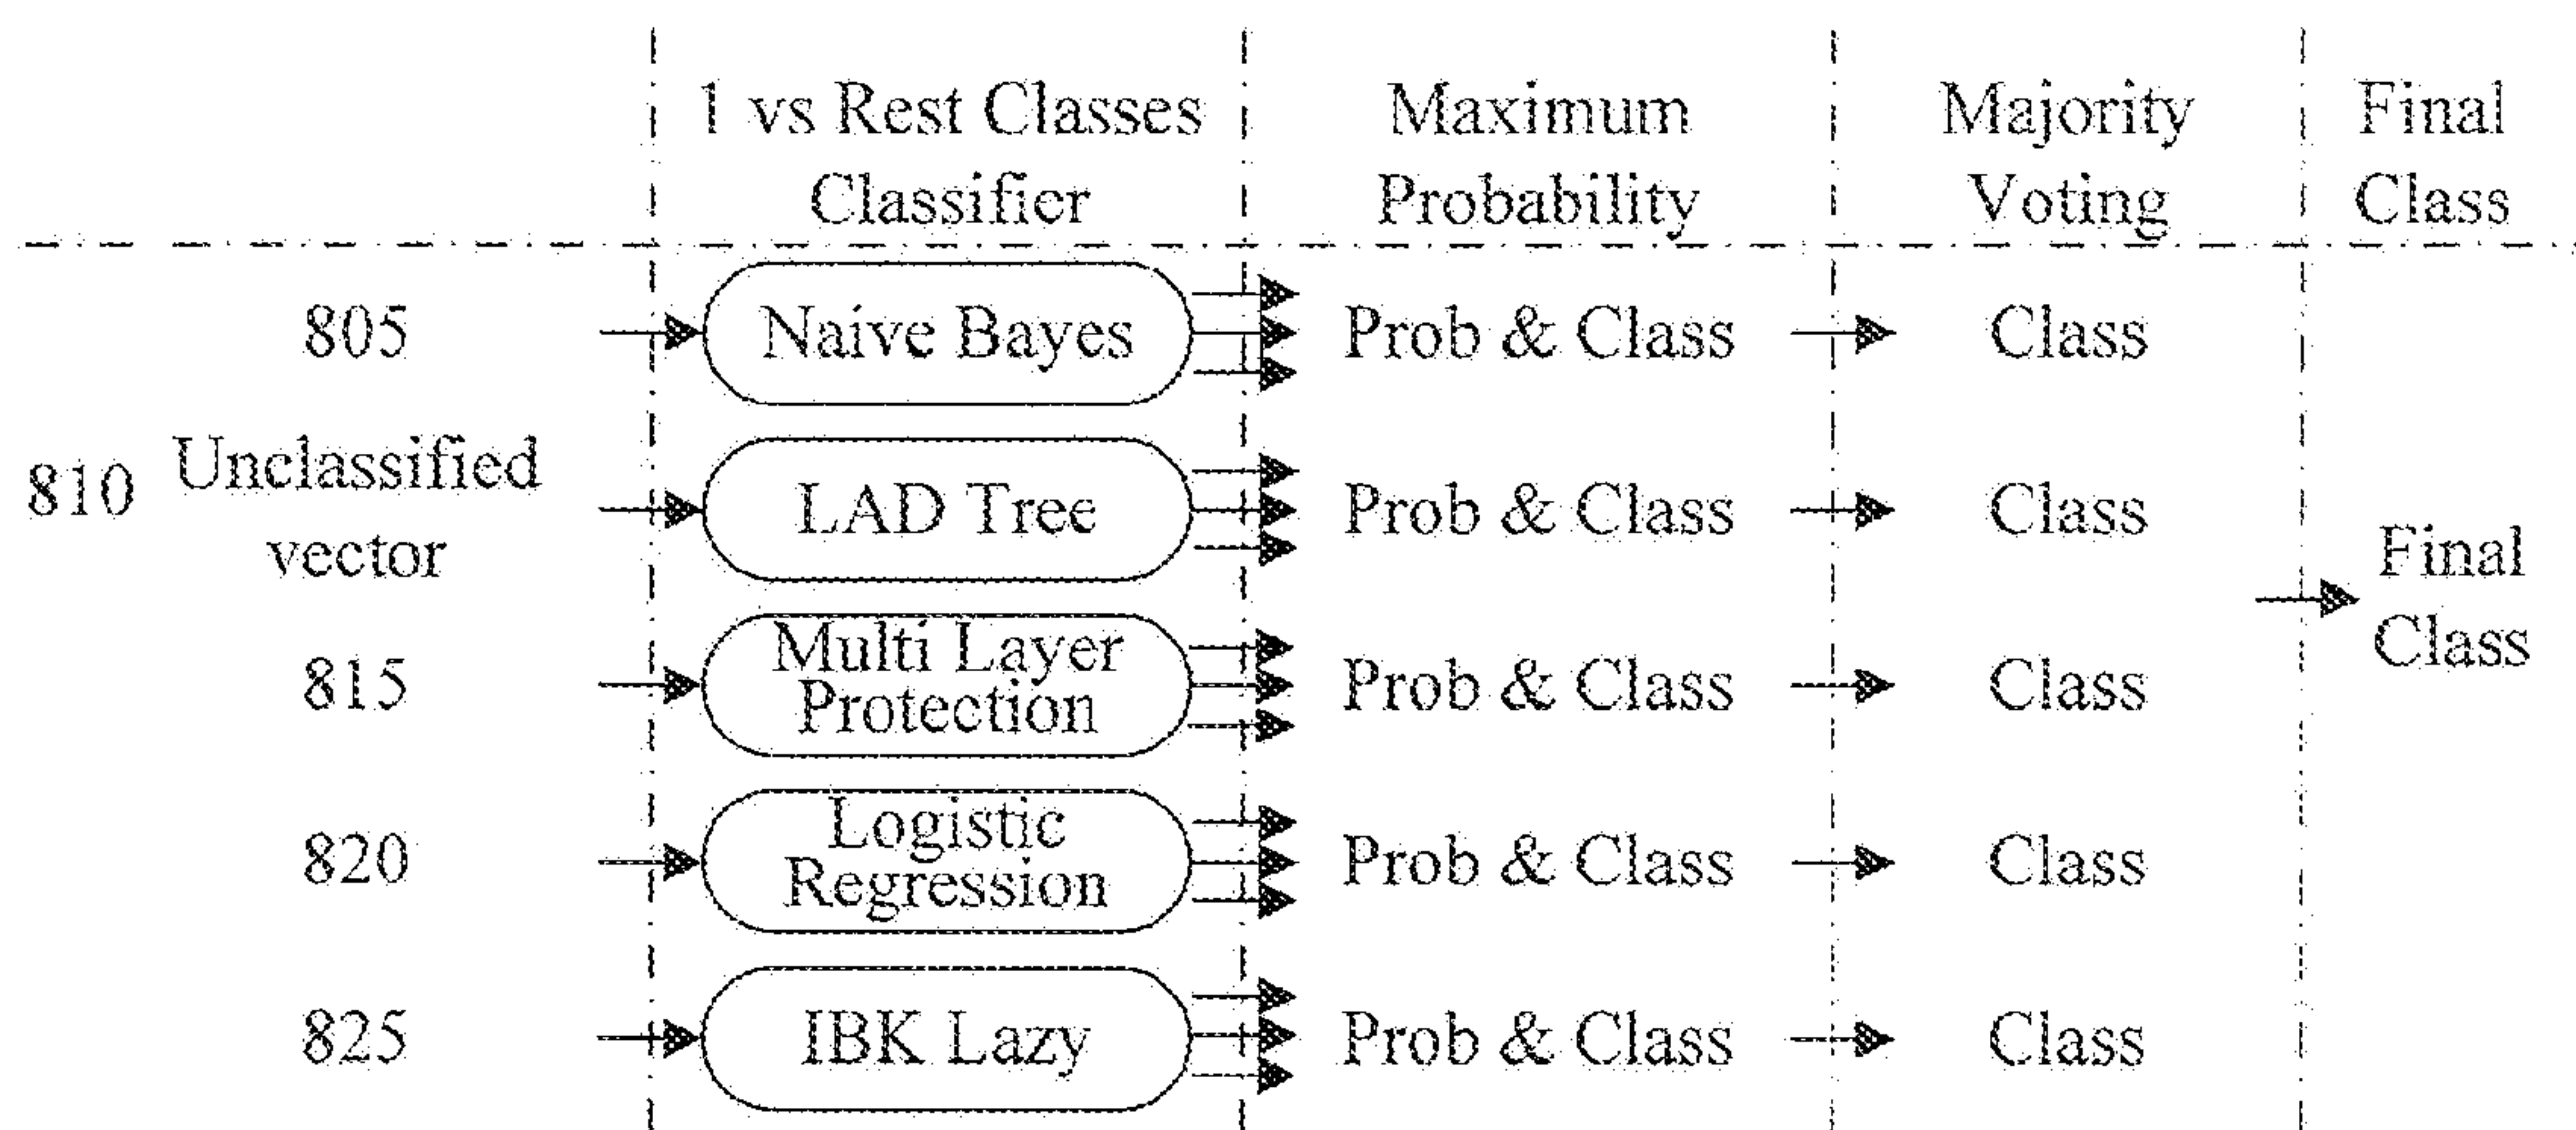 1 vs Rest Classes
Classifier
Maximum
Probability
Majority
Voting
Final
Class
805
Naive Bayes
Prob & Class
Class
810
Unclassified
vector
LAD Tree
Prob & Class
Class
815
Multi Layer
Protection
Prob & Class
Class
Final
Class
820
Logistic
Regression
Prob & Class
Class
825
IBK Lazy
Prob & Class
Class